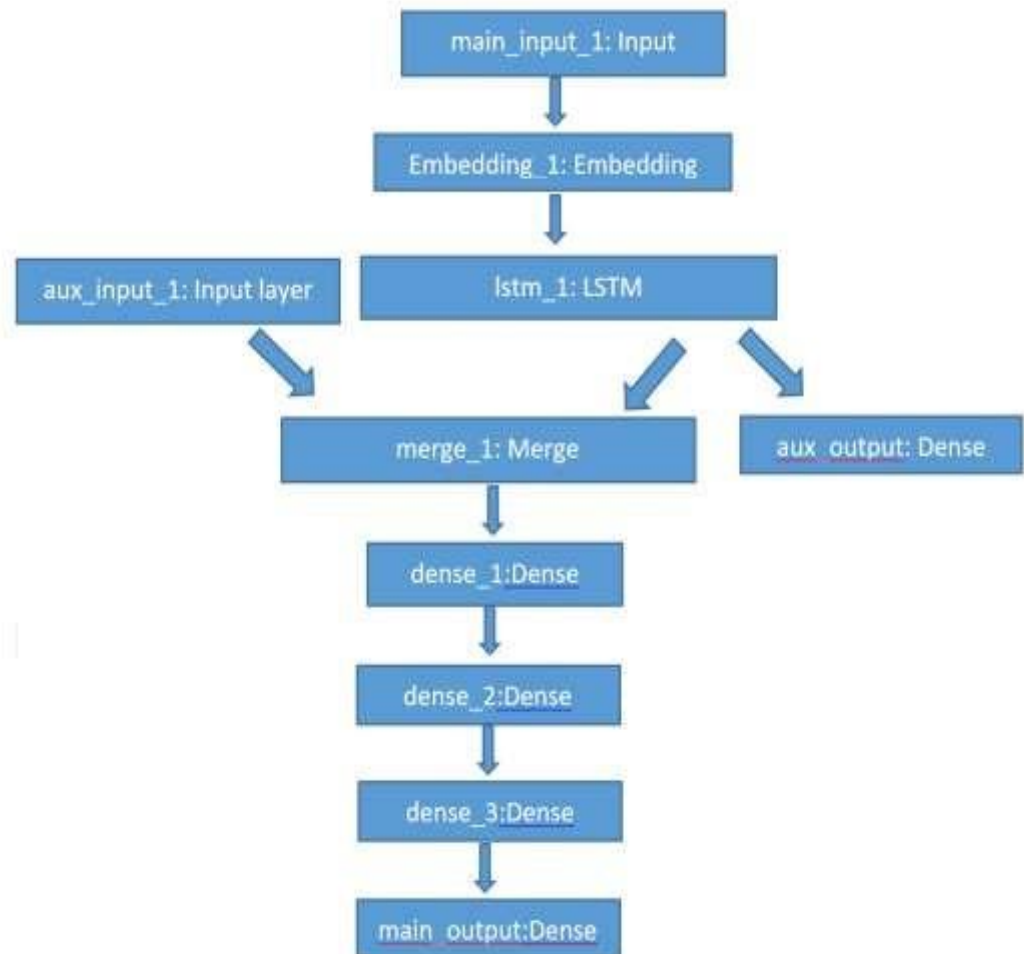 main_input_1: Input
Embedding_1: Embedding
aux_input_1: Input layer
lstm_1: LSTM
merge_1: Merge
aux_output: Dense
dense_1:Dense
dense_2:Dense
dense_3:Dense
main_output:Dense